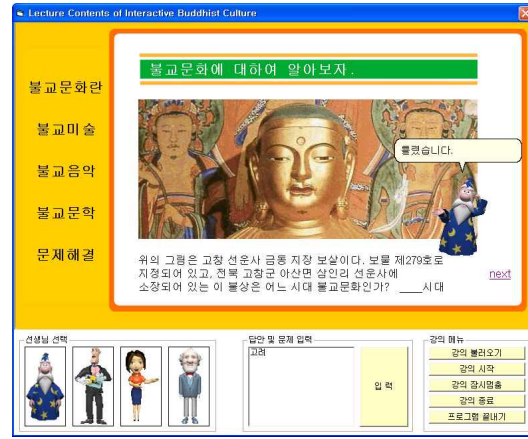 Lecture Contents of Interactive Buddhist Culture
불교문화란
불교미술
불교음악
불교문학
문제해결
불교문화에 대하여 알아보자.
틀렸습니다.
위의 그림은 고창 선운사 금동 지장 보살이다. 보물 제279호로
지정되어 있고, 전북 고창군 아산면 삼인리 선운사에
소장되어 있는 이 불상은 어느 시대 불교문화인가? ____시대
next
선생님 선택
답안 및 문제 입력
고려
입 력
강의 메뉴
강의 불러오기
강의 시작
강의 잠시멈춤
강의 종료
프로그램 끝내기